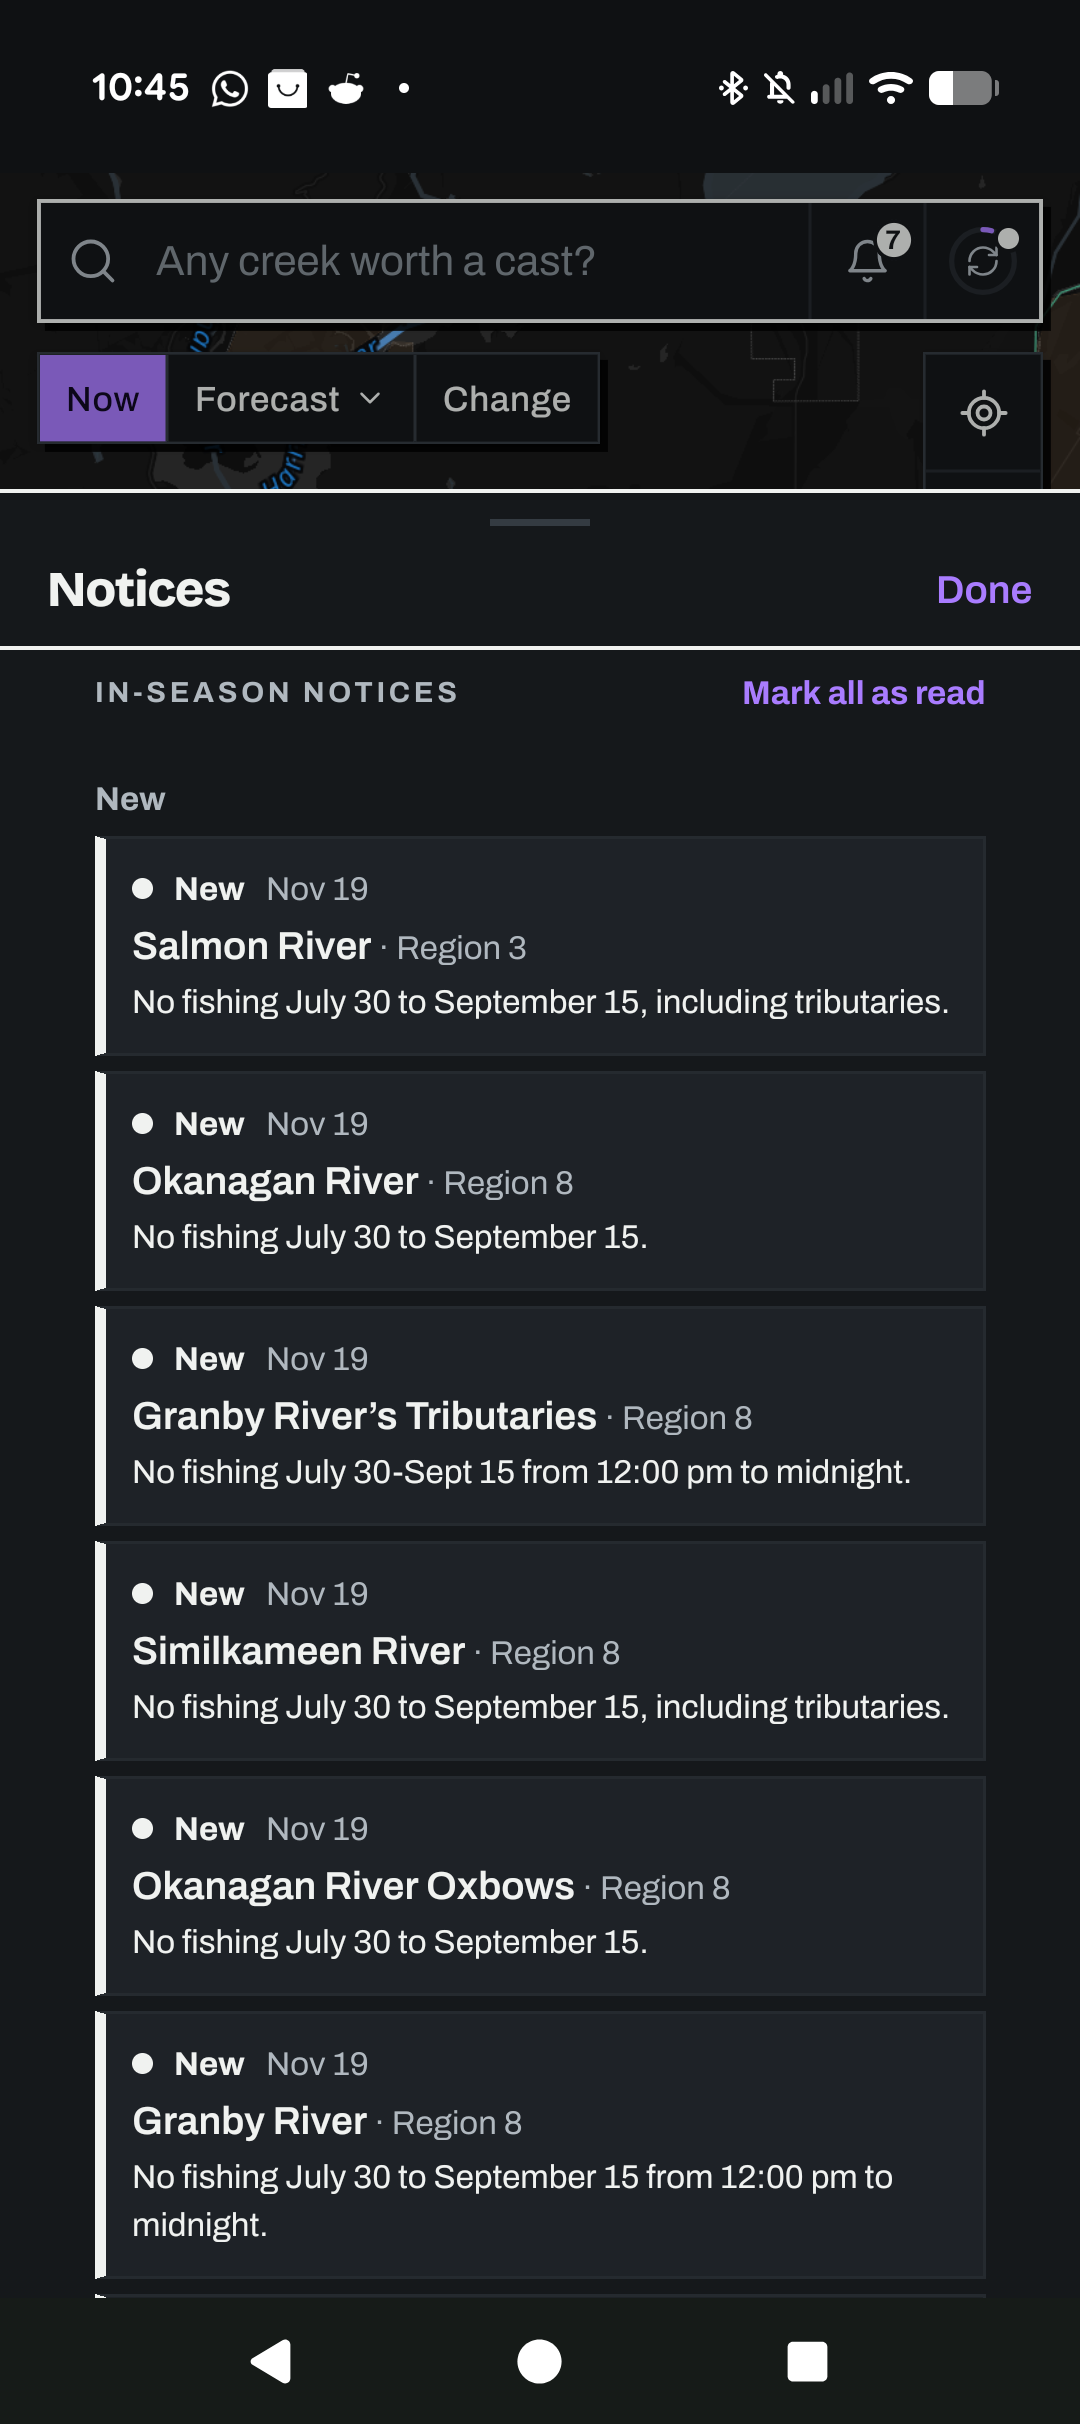 10:45
Any creek worth a cast?
7
Now
Forecast
Change
Hari
Notices
Done
IN-SEASON NOTICES
Mark all as read
New
New Nov 19
Salmon River · Region 3
No fishing July 30 to September 15, including tributaries.
New Nov 19
Okanagan River · Region 8
No fishing July 30 to September 15.
New Nov 19
Granby River’s Tributaries · Region 8
No fishing July 30-Sept 15 from 12:00 pm to midnight.
New Nov 19
Similkameen River · Region 8
No fishing July 30 to September 15, including tributaries.
New Nov 19
Okanagan River Oxbows · Region 8
No fishing July 30 to September 15.
New Nov 19
Granby River · Region 8
No fishing July 30 to September 15 from 12:00 pm to
midnight.